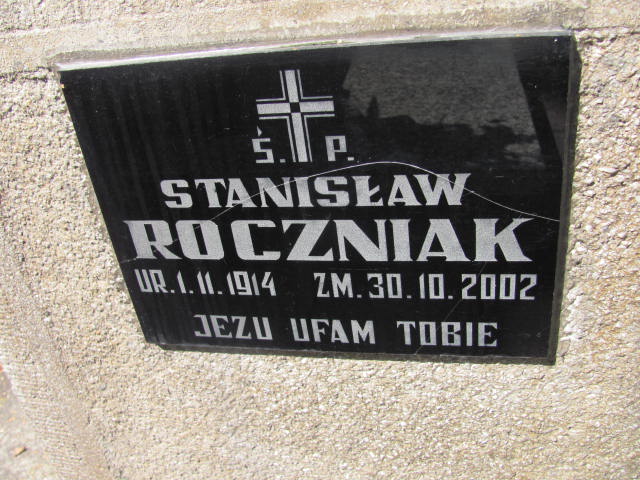 Ś. P.
STANISŁAW
ROCZNIAK
UR. 1. 11. 1914 ZM. 30. 10. 2002
JEZU UFAM TOBIE